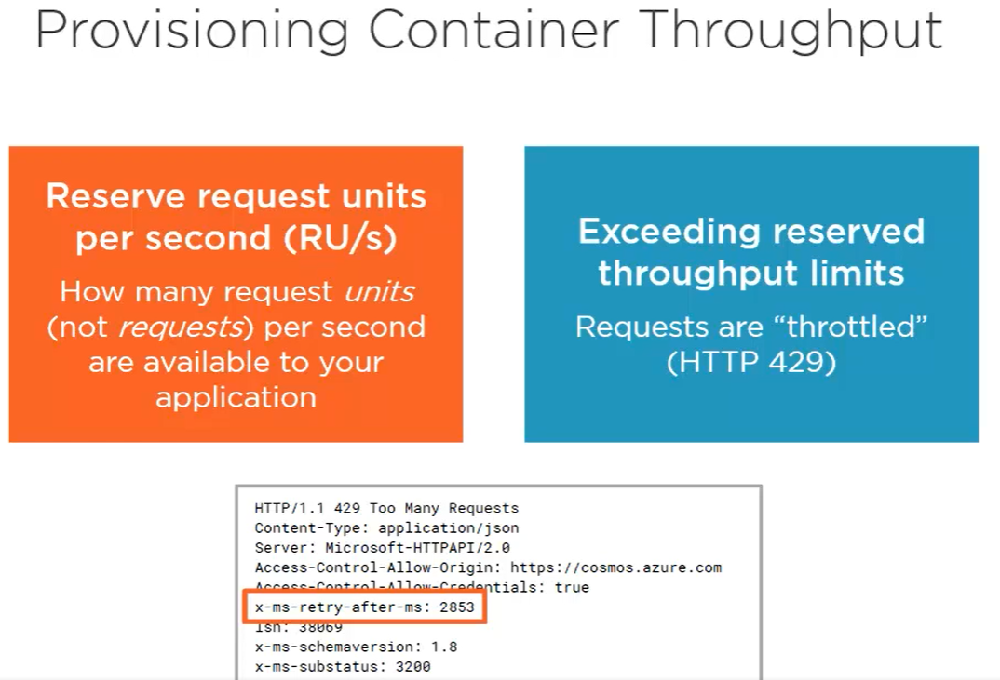 Provisioning Container Throughput
Reserve request units
per second (RU/s)
How many request units
(not requests) per second
are available to your
application
Exceeding reserved
throughput limits
Requests are “throttled”
(HTTP 429)
HTTP/1.1 429 Too Many Requests
Content-Type: application/json
Server: Microsoft-HTTPAPI/2.0
Access-Control-Allow-Origin: https://cosmos.azure.com
Access-Control-Allow-Credentials: true
x-ms-retry-after-ms: 2853
lsn: 38069
x-ms-schemaversion: 1.8
x-ms-substatus: 3200